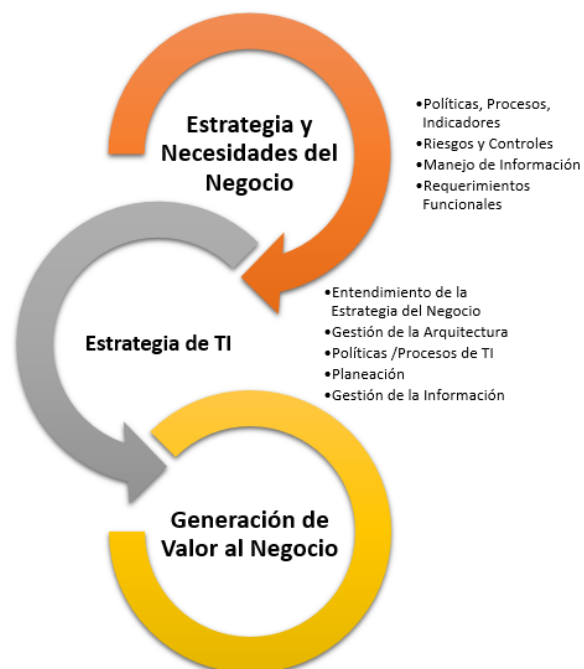 Estrategia y
Necesidades del
Negocio
•Políticas, Procesos,
Indicadores
•Riesgos y Controles
•Manejo de Información
•Requerimientos
Funcionales
Estrategia de TI
•Entendimiento de la
Estrategia del Negocio
•Gestión de la Arquitectura
•Políticas /Procesos de TI
•Planeación
•Gestión de la Información
Generación de
Valor al Negocio